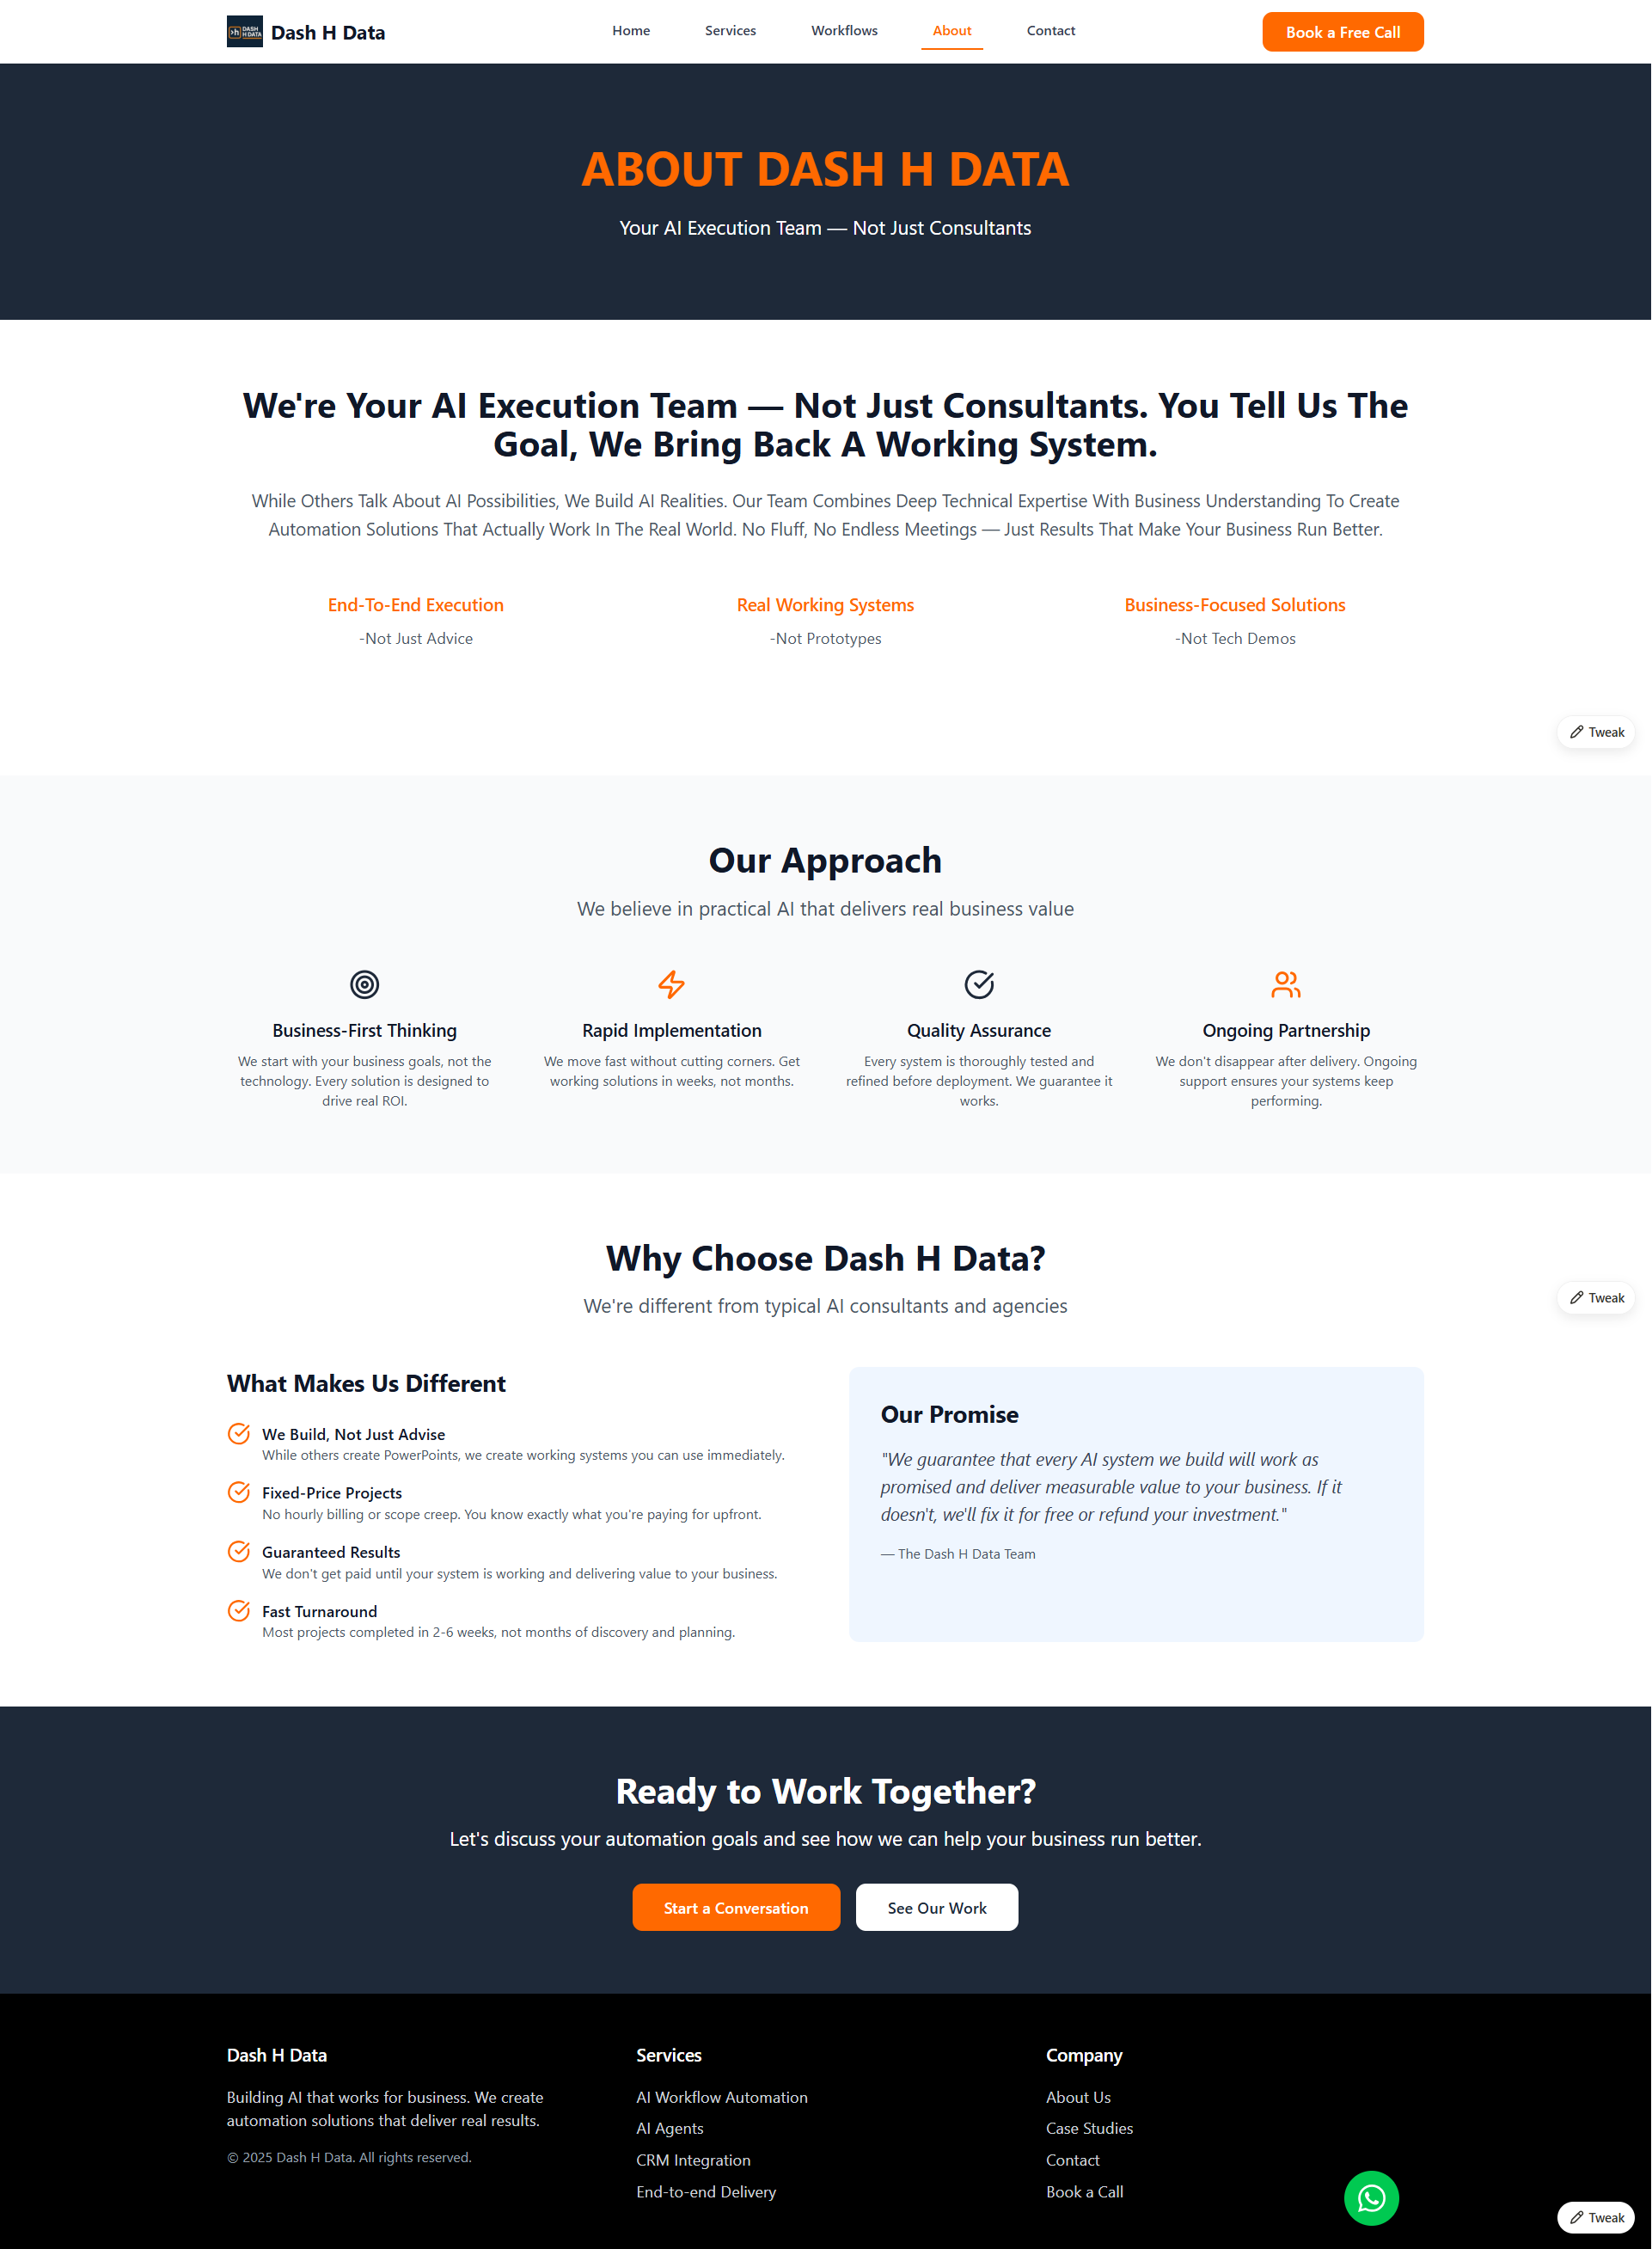 DASH
H DATA
Dash H Data
Home
Services
Workflows
About
Contact
Book a Free Call
ABOUT DASH H DATA
Your AI Execution Team — Not Just Consultants
We're Your AI Execution Team — Not Just Consultants. You Tell Us The
Goal, We Bring Back A Working System.
While Others Talk About AI Possibilities, We Build AI Realities. Our Team Combines Deep Technical Expertise With Business Understanding To Create
Automation Solutions That Actually Work In The Real World. No Fluff, No Endless Meetings — Just Results That Make Your Business Run Better.
End-To-End Execution
-Not Just Advice
Real Working Systems
-Not Prototypes
Business-Focused Solutions
-Not Tech Demos
Tweak
Our Approach
We believe in practical AI that delivers real business value
Business-First Thinking
We start with your business goals, not the
technology. Every solution is designed to
drive real ROI.
Rapid Implementation
We move fast without cutting corners. Get
working solutions in weeks, not months.
Quality Assurance
Every system is thoroughly tested and
refined before deployment. We guarantee it
works.
Ongoing Partnership
We don't disappear after delivery. Ongoing
support ensures your systems keep
performing.
Why Choose Dash H Data?
We're different from typical AI consultants and agencies
Tweak
What Makes Us Different
We Build, Not Just Advise
While others create PowerPoints, we create working systems you can use immediately.
Fixed-Price Projects
No hourly billing or scope creep. You know exactly what you're paying for upfront.
Guaranteed Results
We don't get paid until your system is working and delivering value to your business.
Fast Turnaround
Most projects completed in 2-6 weeks, not months of discovery and planning.
Our Promise
"We guarantee that every AI system we build will work as
promised and deliver measurable value to your business. If it
doesn't, we'll fix it for free or refund your investment."
— The Dash H Data Team
Ready to Work Together?
Let's discuss your automation goals and see how we can help your business run better.
Start a Conversation
See Our Work
Dash H Data
Building AI that works for business. We create
automation solutions that deliver real results.
© 2025 Dash H Data. All rights reserved.
Services
AI Workflow Automation
AI Agents
CRM Integration
End-to-end Delivery
Company
About Us
Case Studies
Contact
Book a Call
Tweak